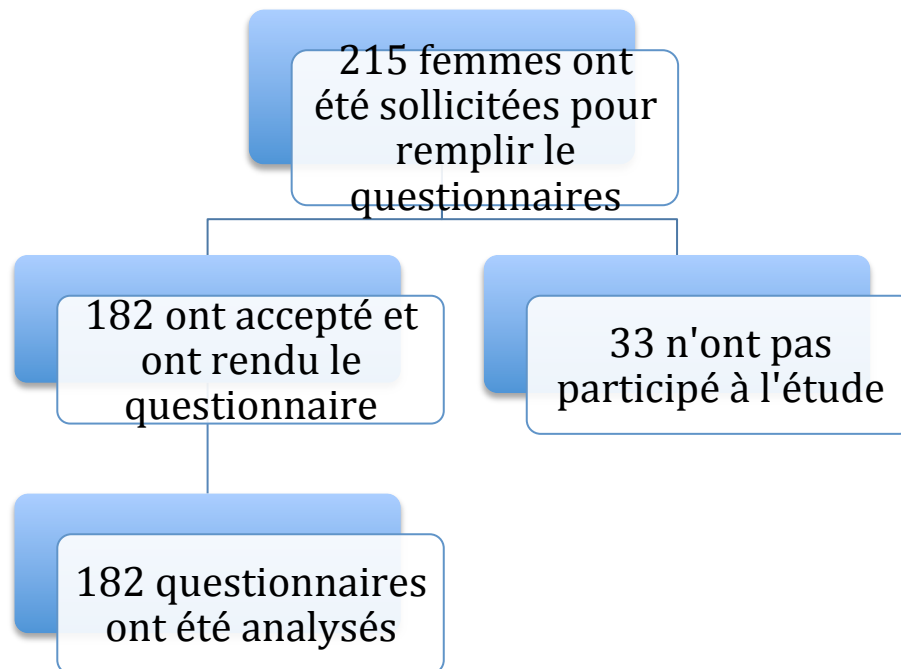 215 femmes ont
été sollicitées pour
remplir le
questionnaires
182 ont accepté et
ont rendu le
questionnaire
33 n'ont pas
participé à l'étude
182 questionnaires
ont été analysés